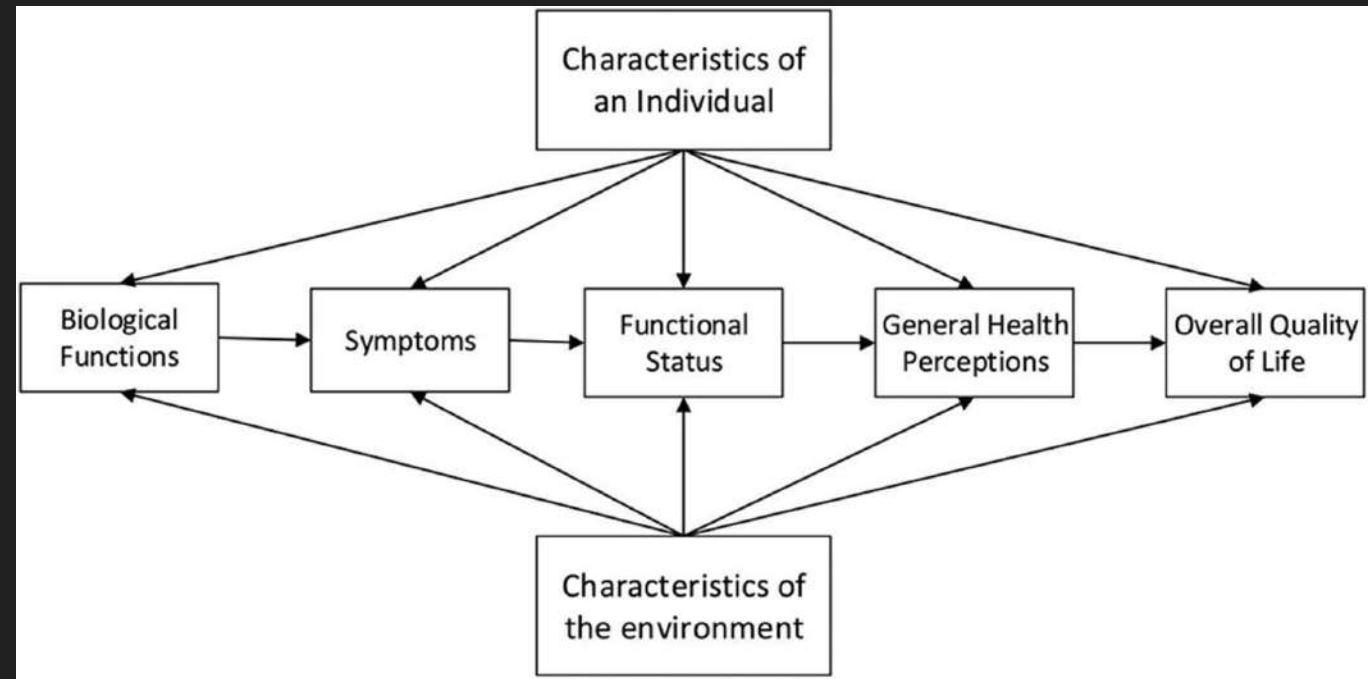 Characteristics of
an Individual
Biological
Functions
Symptoms
Functional
Status
General Health
Perceptions
Overall Quality
of Life
Characteristics of
the environment